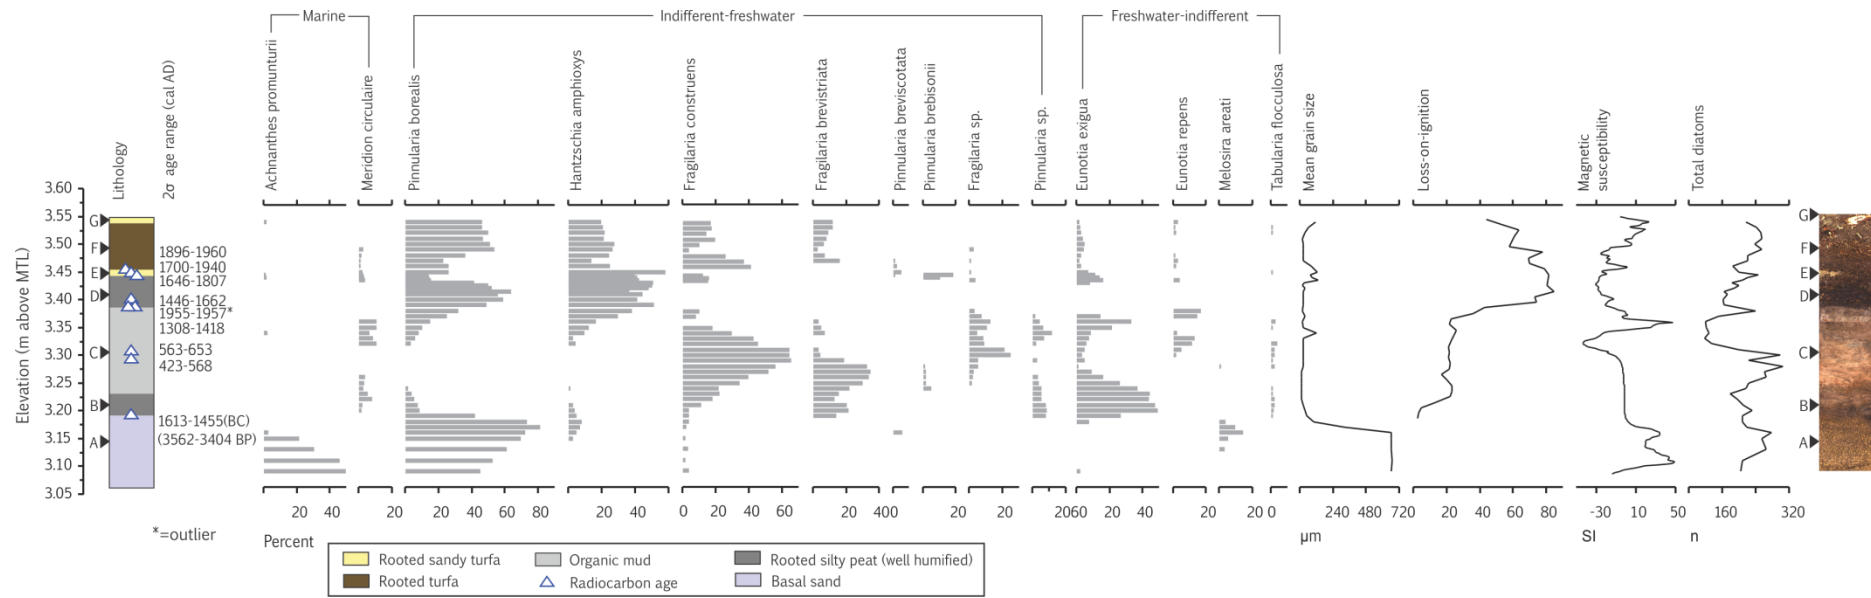 Marine
Indifferent-freshwater
Freshwater-indifferent
Lithology
2σ age range (cal AD)
Achnanthes promunturii
Meridion circulaire
Pinnularia borealis
Hantzschia amphioxys
Fragilaria construens
Fragilaria brevistriata
Pinnularia breviscotata
Pinnularia brebisonii
Fragilaria sp.
Pinnularia sp.
Eunotia exigua
Eunotia repens
Melosira areati
Tabularia flocculosa
Mean grain size
Loss-on-ignition
Magnetic
susceptibility
Total diatoms
Elevation (m above MTL)
3.60
3.55
3.50
3.45
3.40
3.35
3.30
3.25
3.20
3.15
3.10
3.05
G
F
E
D
C
B
A
1896-1960
1700-1940
1646-1807
1446-1662
1955-1957*
1308-1418
563-653
423-568
1613-1455(BC)
(3562-3404 BP)
G
F
E
D
C
B
A
20 40 20 20 40 60 80 20 40 0 20 40 60 20 400 20 20 20 2060 20 20 0 240 480 720 20 40 60 80 -30 10 50 160 320
*=outlier
Percent
µm
SI
n
Rooted sandy turfa
Organic mud
Rooted silty peat (well humified)
Rooted turfa
Radiocarbon age
Basal sand